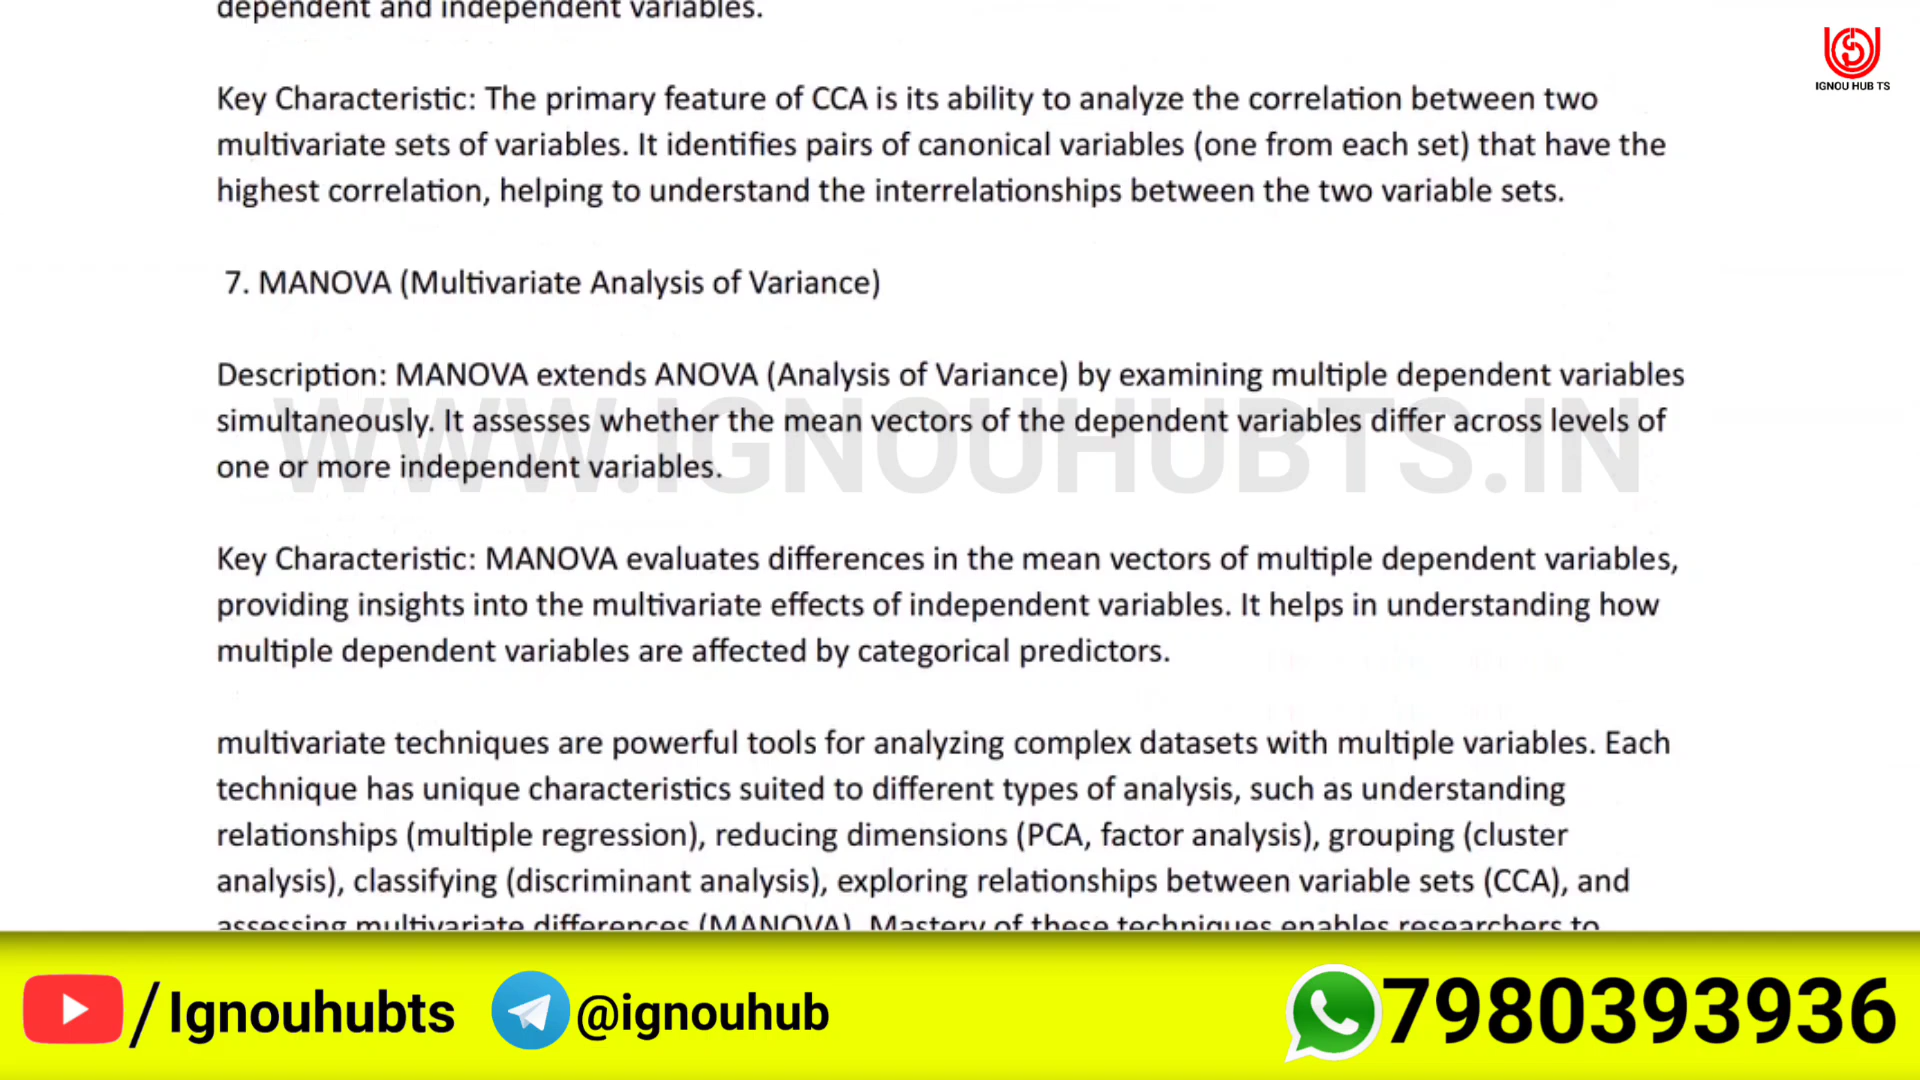 dependent and independent variables.
IGNOU HUB TS
Key Characteristic: The primary feature of CCA is its ability to analyze the correlation between two
multivariate sets of variables. It identifies pairs of canonical variables (one from each set) that have the
highest correlation, helping to understand the interrelationships between the two variable sets.
7. MANOVA (Multivariate Analysis of Variance)
Description: MANOVA extends ANOVA (Analysis of Variance) by examining multiple dependent variables
simultaneously. It assesses whether the mean vectors of the dependent variables differ across levels of
one or more independent variables.
WWW.IGNOUHUBTS.IN
Key Characteristic: MANOVA evaluates differences in the mean vectors of multiple dependent variables,
providing insights into the multivariate effects of independent variables. It helps in understanding how
multiple dependent variables are affected by categorical predictors.
multivariate techniques are powerful tools for analyzing complex datasets with multiple variables. Each
technique has unique characteristics suited to different types of analysis, such as understanding
relationships (multiple regression), reducing dimensions (PCA, factor analysis), grouping (cluster
analysis), classifying (discriminant analysis), exploring relationships between variable sets (CCA), and
assessing multivariate differences (MANOVA). Mastery of these techniques enables researchers to
/Ignouhubts
@ignouhub
7980393936